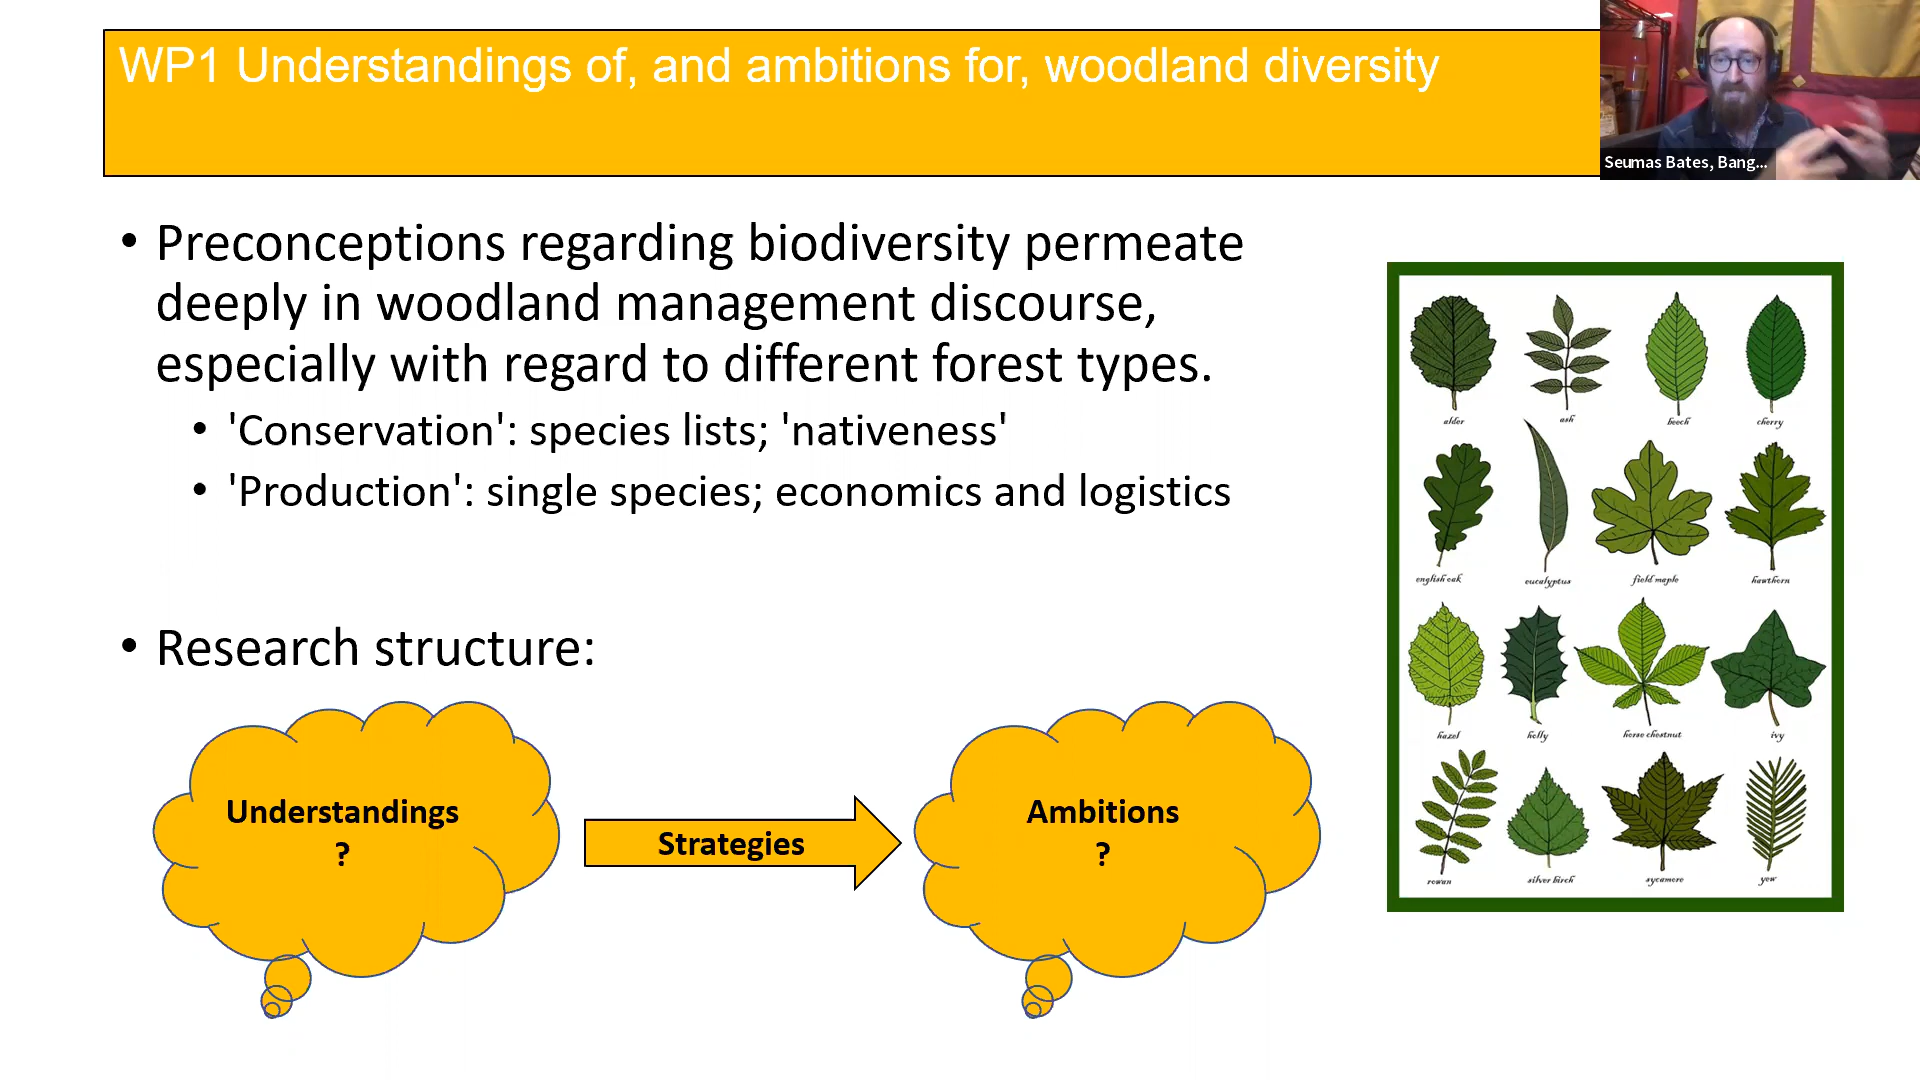 WP1 Understandings of, and ambitions for, woodland diversity
Seumas Bates, Bang...
• Preconceptions regarding biodiversity permeate
deeply in woodland management discourse,
especially with regard to different forest types.
• 'Conservation': species lists; 'nativeness'
• 'Production': single species; economics and logistics
• Research structure:
Understandings
?
Strategies
Ambitions
?
alder ash beech cherry
english oak eucalyptus field maple hawthorn
hazel holly horse chestnut ivy
rowan silver birch sycamore yew